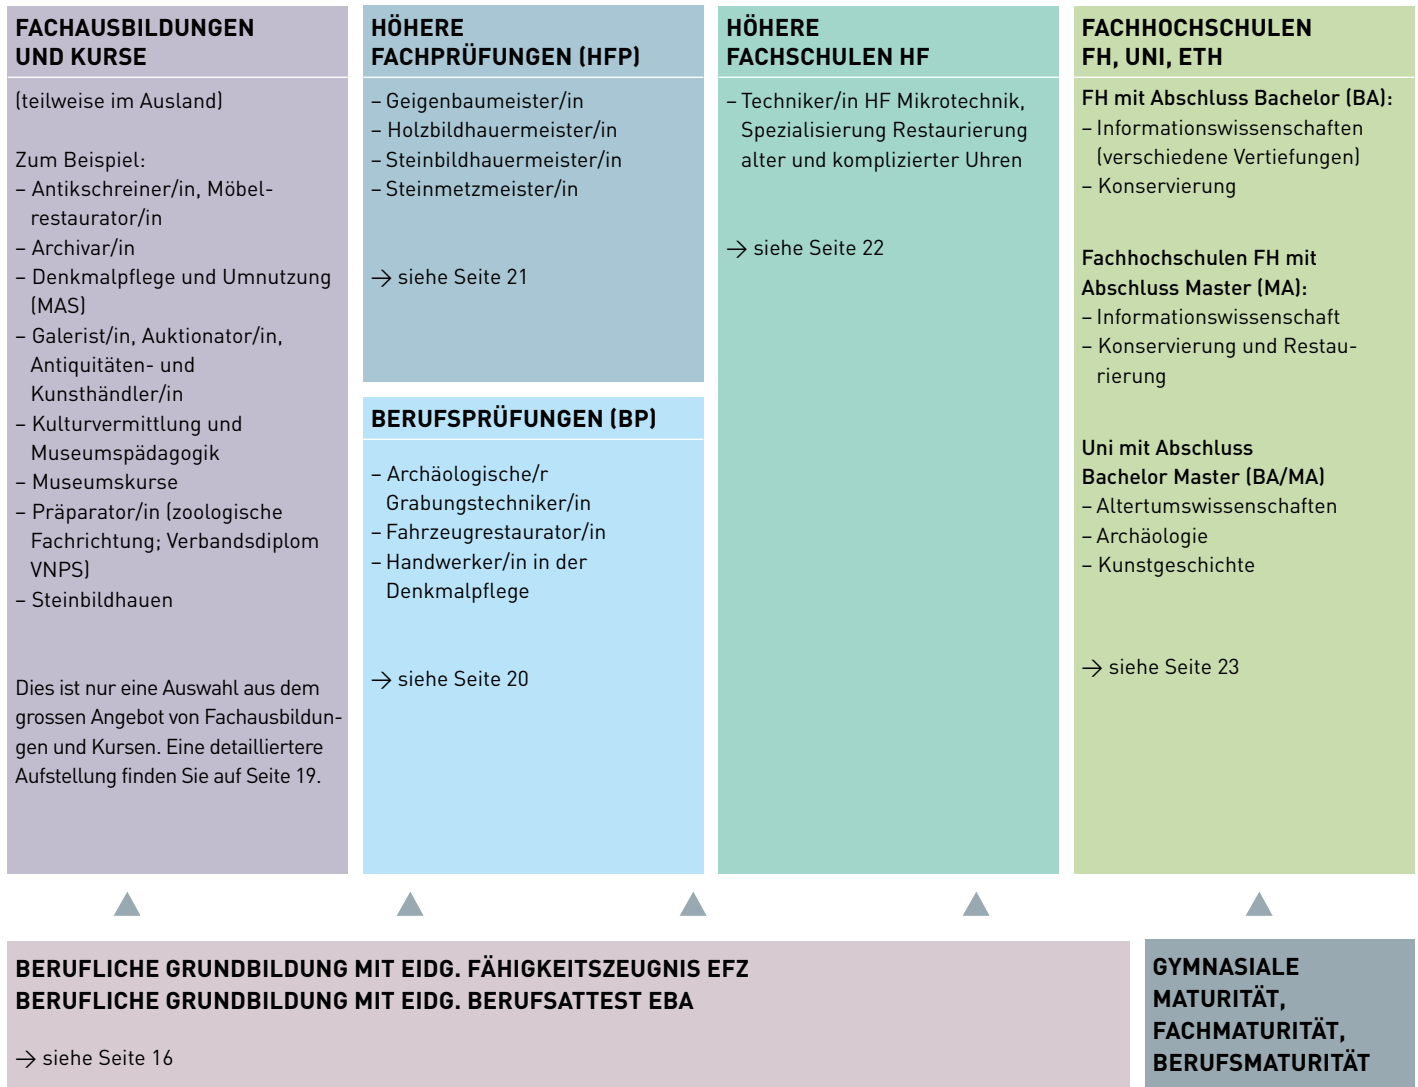 FACHAUSBILDUNGEN
UND KURSE
(teilweise im Ausland)
Zum Beispiel:
– Antikschreiner/in, Möbel-
restaurator/in
– Archivar/in
– Denkmalpflege und Umnutzung
(MAS)
– Galerist/in, Auktionator/in,
Antiquitäten- und
Kunsthändler/in
– Kulturvermittlung und
Museumspädagogik
– Museumskurse
– Präparator/in (zoologische
Fachrichtung; Verbandsdiplom
VNPS)
– Steinbildhauen
Dies ist nur eine Auswahl aus dem
grossen Angebot von Fachausbildun-
gen und Kursen. Eine detailliertere
Aufstellung finden Sie auf Seite 19.
HÖHERE
FACHPRÜFUNGEN (HFP)
– Geigenbaumeister/in
– Holzbildhauermeister/in
– Steinbildhauermeister/in
– Steinmetzmeister/in
→ siehe Seite 21
BERUFSPRÜFUNGEN (BP)
– Archäologische/r
Grabungstechniker/in
– Fahrzeugrestaurator/in
– Handwerker/in in der
Denkmalpflege
→ siehe Seite 20
HÖHERE
FACHSCHULEN HF
– Techniker/in HF Mikrotechnik,
Spezialisierung Restaurierung
alter und komplizierter Uhren
→ siehe Seite 22
FACHHOCHSCHULEN
FH, UNI, ETH
FH mit Abschluss Bachelor (BA):
– Informationswissenschaften
(verschiedene Vertiefungen)
– Konservierung
Fachhochschulen FH mit
Abschluss Master (MA):
– Informationswissenschaft
– Konservierung und Restau-
rierung
Uni mit Abschluss
Bachelor Master (BA/MA)
– Altertumswissenschaften
– Archäologie
– Kunstgeschichte
→ siehe Seite 23
BERUFLICHE GRUNDBILDUNG MIT EIDG. FÄHIGKEITSZEUGNIS EFZ
BERUFLICHE GRUNDBILDUNG MIT EIDG. BERUFSATTEST EBA
→ siehe Seite 16
GYMNASIALE
MATURITÄT,
FACHMATURITÄT,
BERUFSMATURITÄT